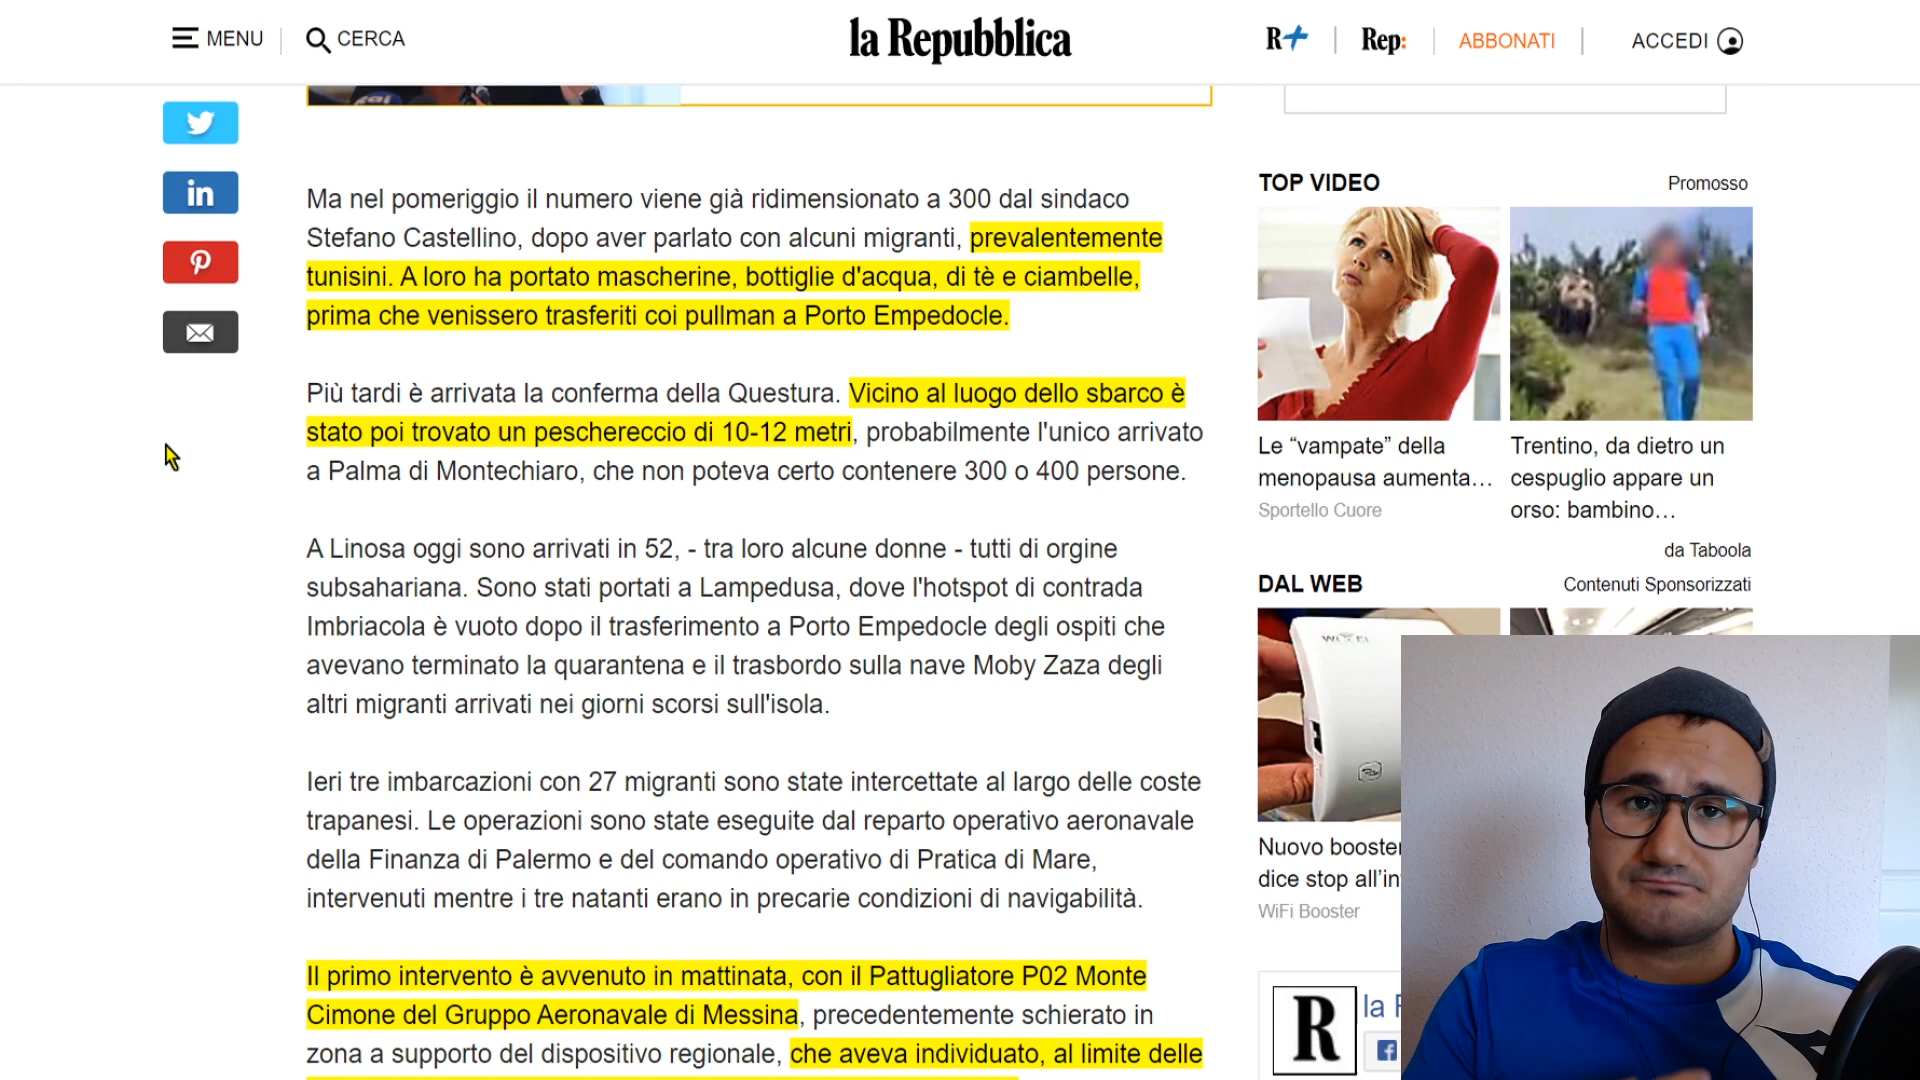 MENU
CERCA
la Repubblica
R+
Rep:
ABBONATI
ACCEDI
Ma nel pomeriggio il numero viene già ridimensionato a 300 dal sindaco
Stefano Castellino, dopo aver parlato con alcuni migranti, prevalentemente
tunisini. A loro ha portato mascherine, bottiglie d'acqua, di tè e ciambelle,
prima che venissero trasferiti coi pullman a Porto Empedocle.
Più tardi è arrivata la conferma della Questura. Vicino al luogo dello sbarco è
stato poi trovato un peschereccio di 10-12 metri, probabilmente l'unico arrivato
a Palma di Montechiaro, che non poteva certo contenere 300 o 400 persone.
A Linosa oggi sono arrivati in 52, - tra loro alcune donne - tutti di orgine
subsahariana. Sono stati portati a Lampedusa, dove l'hotspot di contrada
Imbriacola è vuoto dopo il trasferimento a Porto Empedocle degli ospiti che
avevano terminato la quarantena e il trasbordo sulla nave Moby Zaza degli
altri migranti arrivati nei giorni scorsi sull'isola.
Ieri tre imbarcazioni con 27 migranti sono state intercettate al largo delle coste
trapanesi. Le operazioni sono state eseguite dal reparto operativo aeronavale
della Finanza di Palermo e del comando operativo di Pratica di Mare,
intervenuti mentre i tre natanti erano in precarie condizioni di navigabilità.
Il primo intervento è avvenuto in mattinata, con il Pattugliatore P02 Monte
Cimone del Gruppo Aeronavale di Messina, precedentemente schierato in
zona a supporto del dispositivo regionale, che aveva individuato, al limite delle
TOP VIDEO
Promosso
Le “vampate” della
menopausa aumenta…
Sportello Cuore
Trentino, da dietro un
cespuglio appare un
orso: bambino…
da Taboola
DAL WEB
Contenuti Sponsorizzati
WI-FI
Nuovo booster
dice stop all'in
WiFi Booster
R
la R